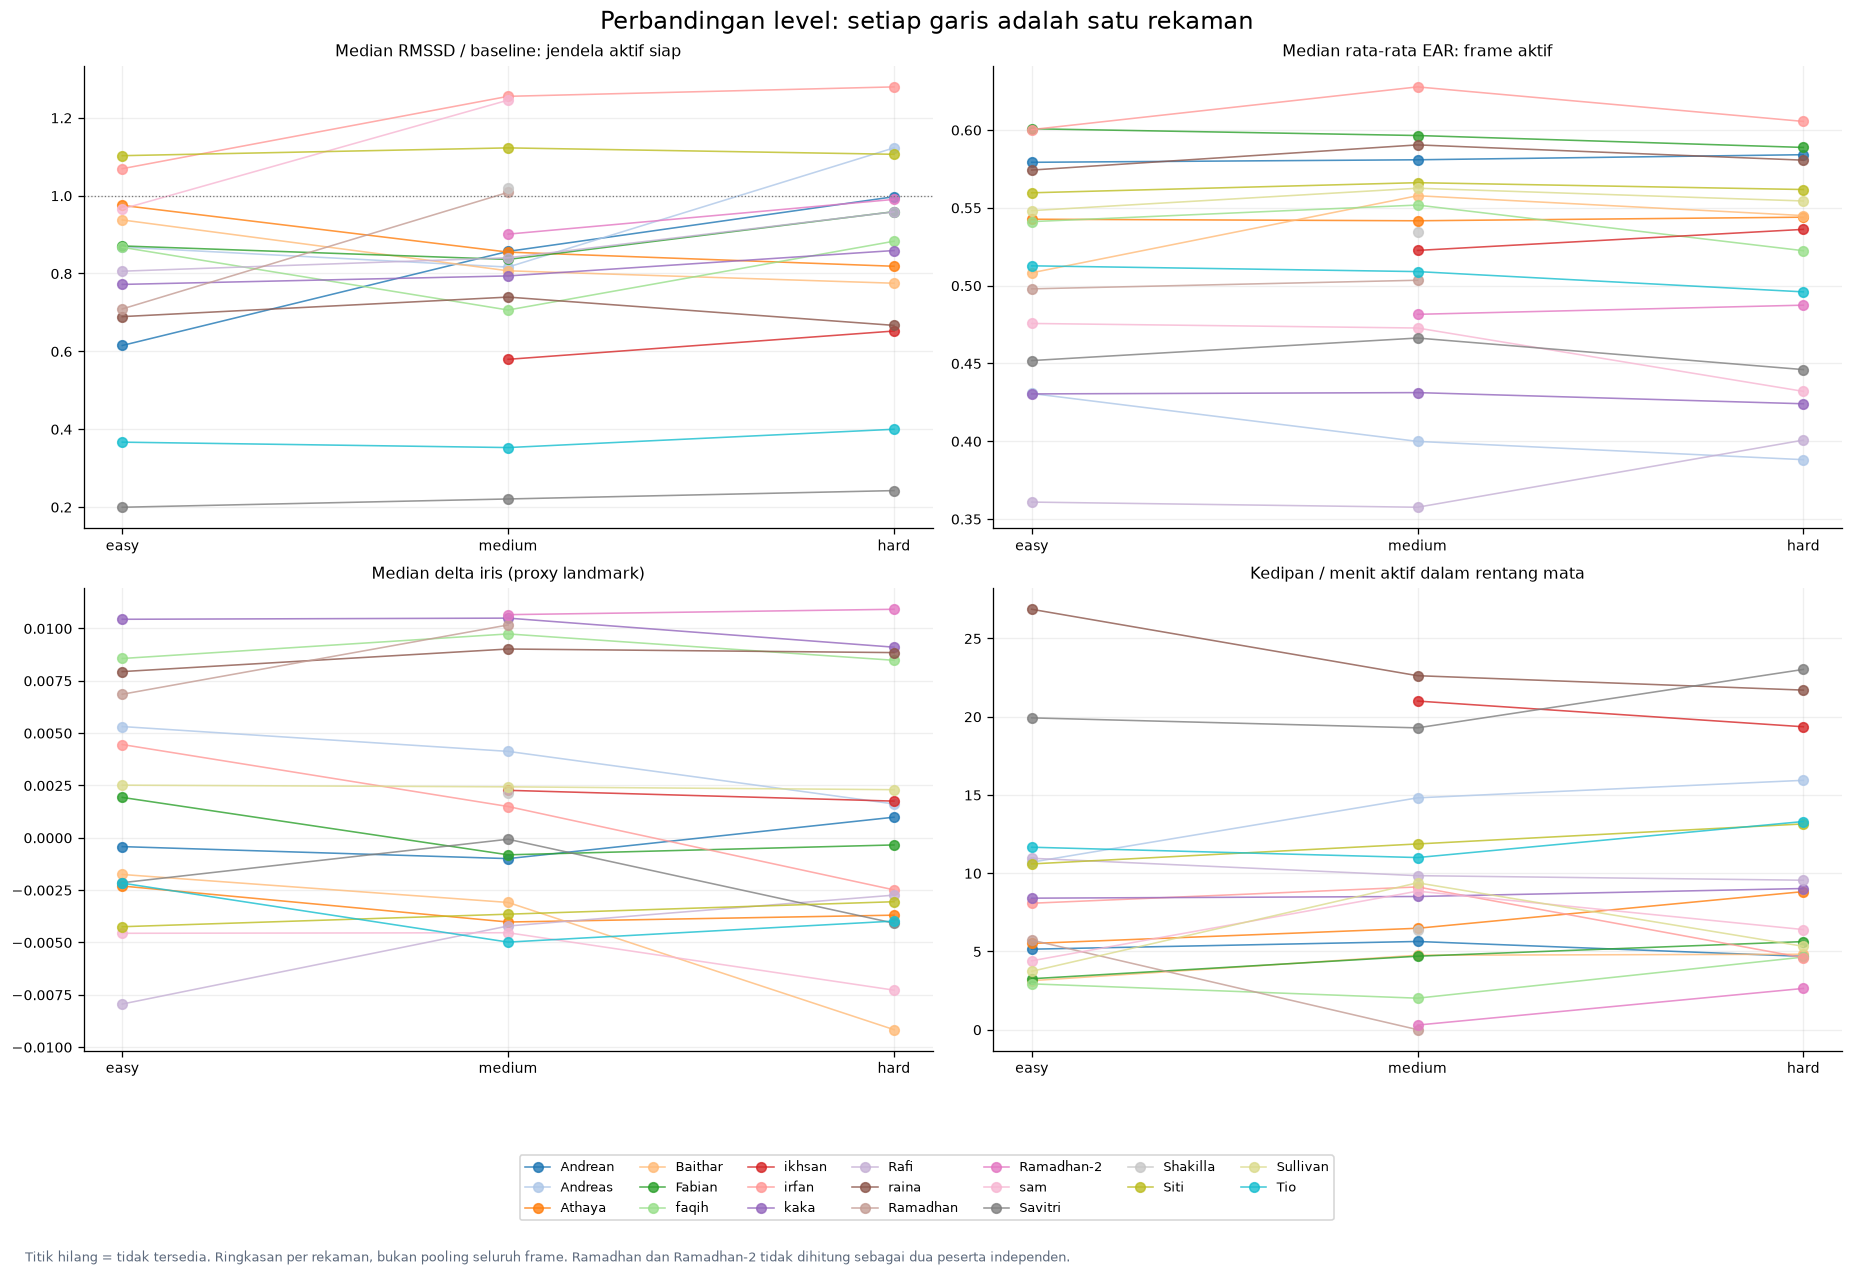 Perbandingan level: setiap garis adalah satu rekaman
Median RMSSD / baseline: jendela aktif siap
1.2
1.0
0.8
0.6
0.4
0.2
easy medium hard
Median rata-rata EAR: frame aktif
0.60
0.55
0.50
0.45
0.40
0.35
easy medium hard
Median delta iris (proxy landmark)
0.0100
0.0075
0.0050
0.0025
0.0000
−0.0025
−0.0050
−0.0075
−0.0100
easy medium hard
Kedipan / menit aktif dalam rentang mata
25
20
15
10
5
0
easy medium hard
Andrean Baithar ikhsan Rafi Ramadhan-2 Shakilla Sullivan
Andreas Fabian irfan raina sam Siti Tio
Athaya faqih kaka Ramadhan Savitri
Titik hilang = tidak tersedia. Ringkasan per rekaman, bukan pooling seluruh frame. Ramadhan dan Ramadhan-2 tidak dihitung sebagai dua peserta independen.